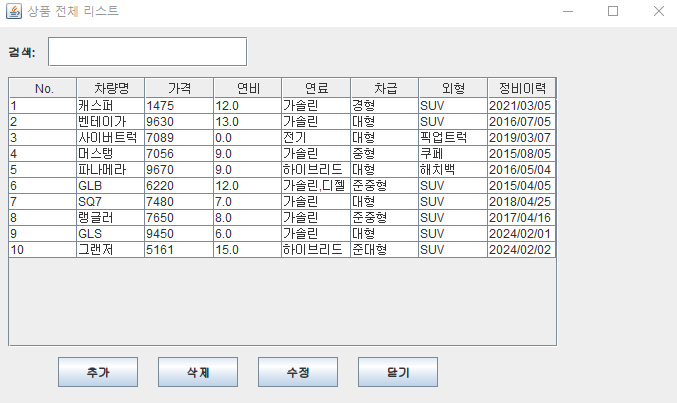 상품 전체 리스트
검색:
No. 차량명 가격 연비 연료 차급 외형 정비이력
1 캐스퍼 1475 12.0 가솔린 경형 SUV 2021/03/05
2 벤테이가 9630 13.0 가솔린 대형 SUV 2016/07/05
3 사이버트럭 7089 0.0 전기 대형 픽업트럭 2019/03/07
4 머스탱 7056 9.0 가솔린 중형 쿠페 2015/08/05
5 파나메라 9670 9.0 하이브리드 대형 해치백 2016/05/04
6 GLB 6220 12.0 가솔린,디젤 준중형 SUV 2015/04/05
7 SQ7 7480 7.0 가솔린 대형 SUV 2018/04/25
8 랭글러 7650 8.0 가솔린 준중형 SUV 2017/04/16
9 GLS 9450 6.0 가솔린 대형 SUV 2024/02/01
10 그랜저 5161 15.0 하이브리드 준대형 SUV 2024/02/02
추가 삭제 수정 닫기